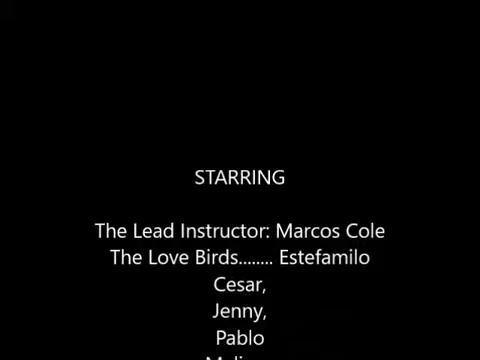 STARRING
The Lead Instructor: Marcos Cole
The Love Birds........ Estefamilo
Cesar,
Jenny,
Pablo